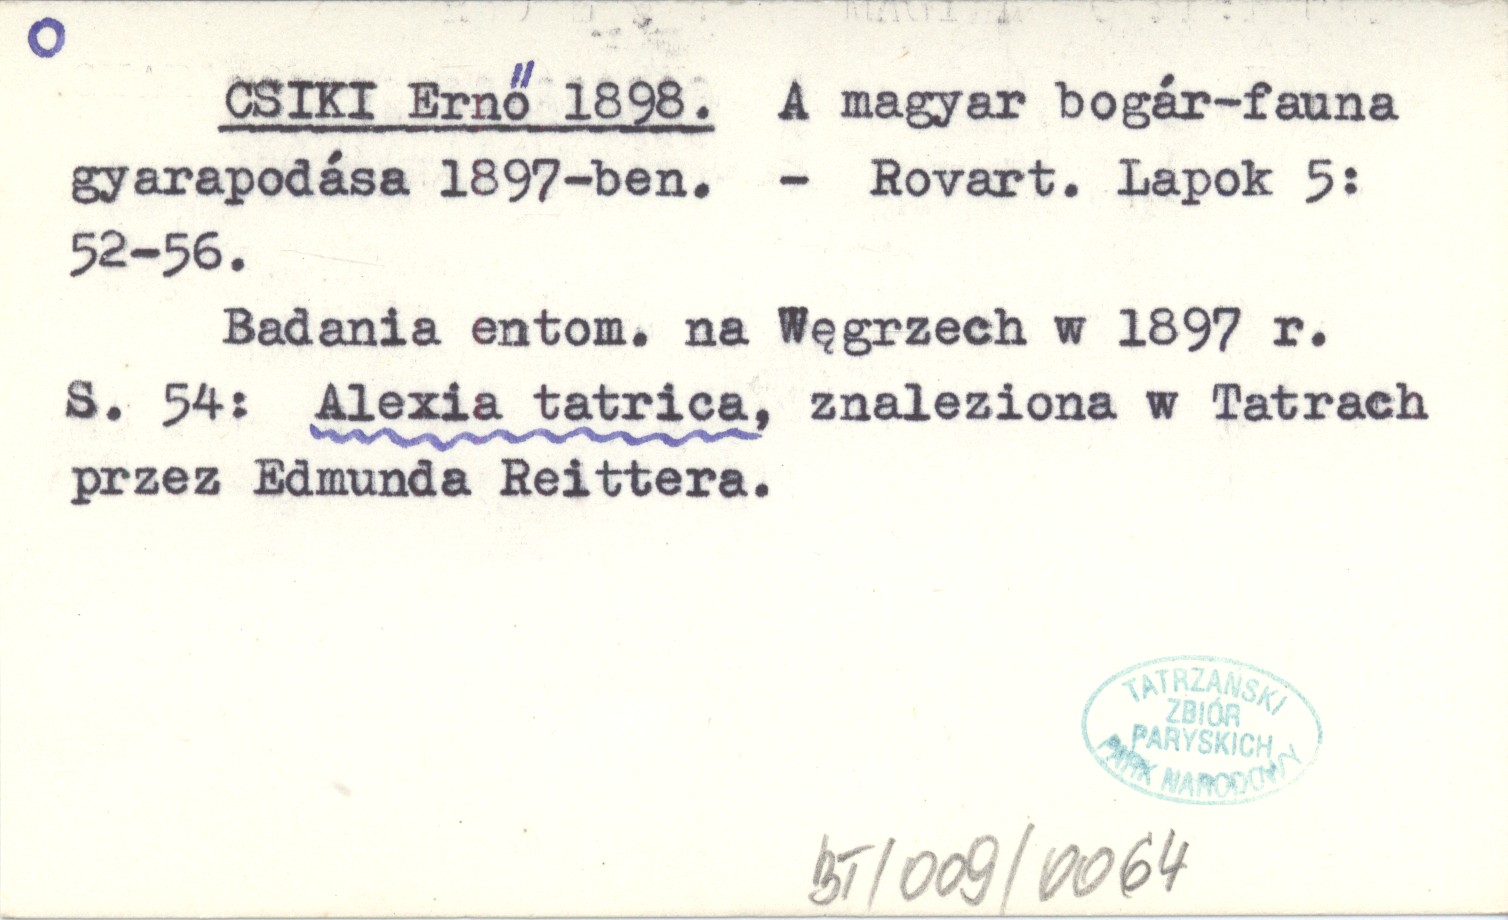 CSIKI Ernő 1898. A magyar bogár-fauna
gyarapodása 1897-ben. - Rovart. Lapok 5:
52-56.
Badania entom. na Węgrzech w 1897 r.
S. 54: Alexia tatrica, znaleziona w Tatrach
przez Edmunda Reittera.
TATRZAŃSKI
ZBIÓR
PARYSKICH
PARK NARODOWY
BT/009/0064